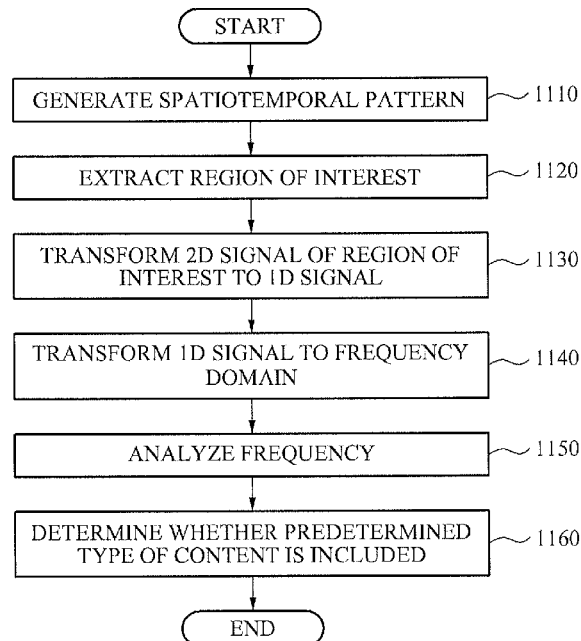 START
GENERATE SPATIOTEMPORAL PATTERN
1110
EXTRACT REGION OF INTEREST
1120
TRANSFORM 2D SIGNAL OF REGION OF
INTEREST TO 1D SIGNAL
1130
TRANSFORM 1D SIGNAL TO FREQUENCY
DOMAIN
1140
ANALYZE FREQUENCY
1150
DETERMINE WHETHER PREDETERMINED
TYPE OF CONTENT IS INCLUDED
1160
END